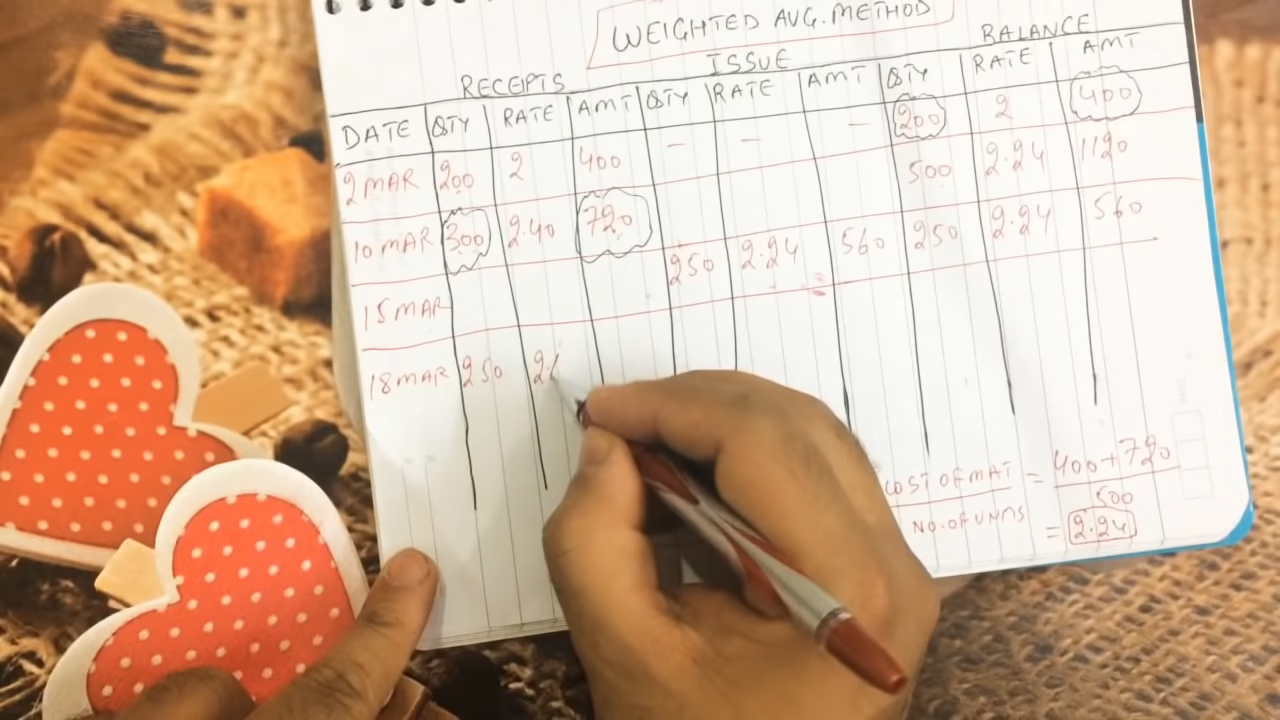 WEIGHTED AVG. METHOD
RECEIPTS ISSUE BALANCE
DATE QTY RATE AMT QTY RATE AMT QTY RATE AMT
2 MAR 200 2 400 - - - 200 2 400
10 MAR 300 2.40 720 500 2.24 1120
15 MAR 250 2.24 560 250 2.24 560
18 MAR 250 2.
COST OF MAT = 400+720
NO. OF UNITS 500
= 2.24